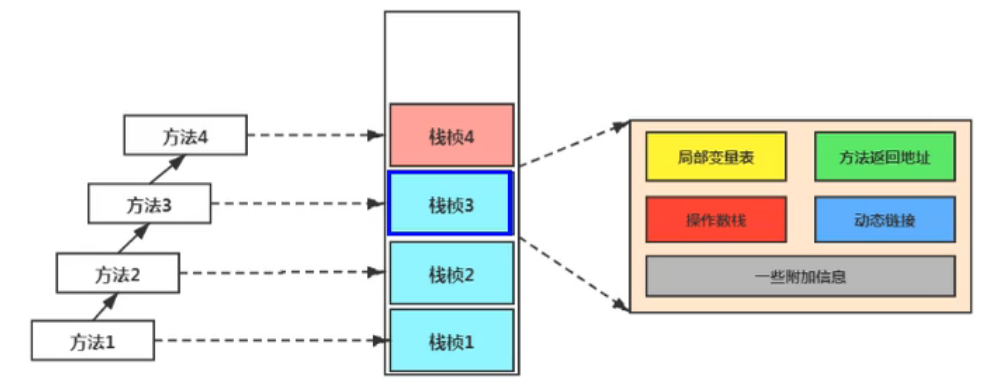 方法4
方法3
方法2
方法1
栈桢4
栈桢3
栈桢2
栈桢1
局部变量表
方法返回地址
操作数栈
动态链接
一些附加信息